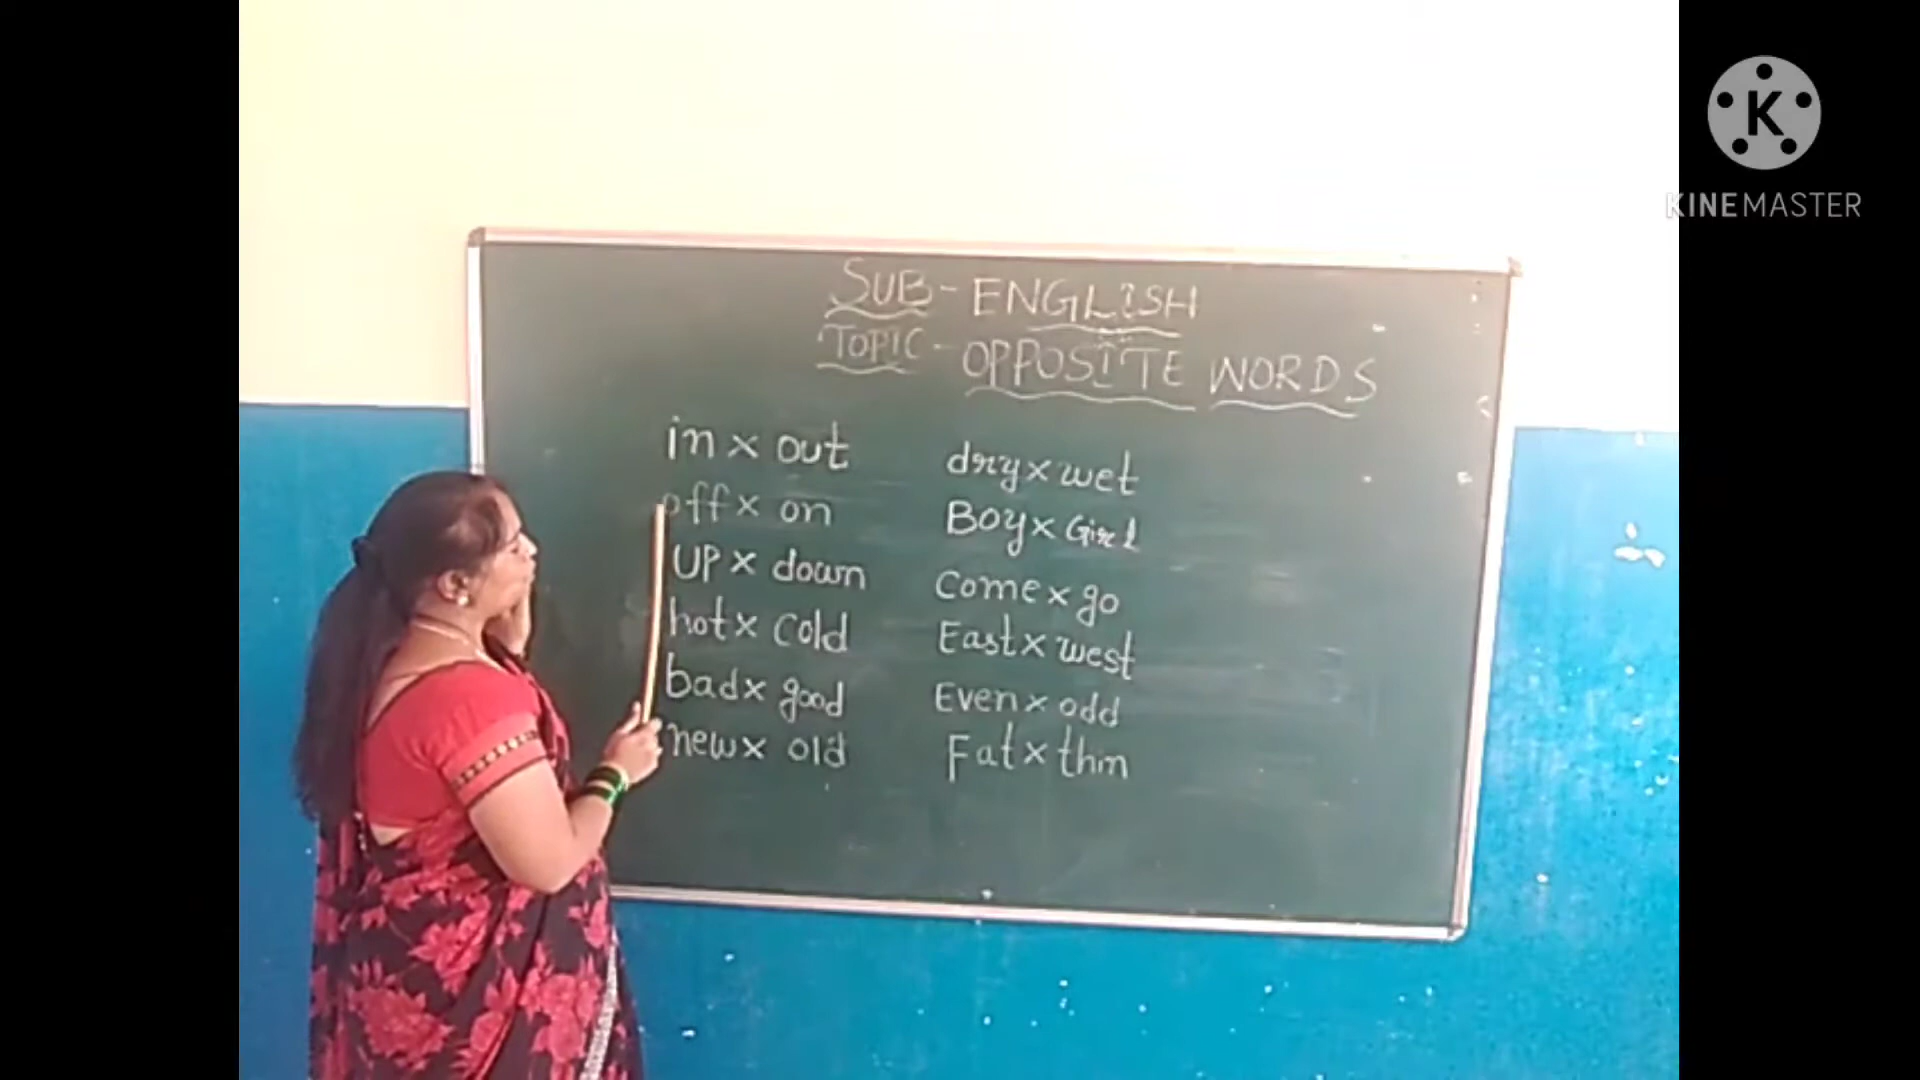 SUB - ENGLISH
TOPIC - OPPOSITE WORDS
in x out
off x on
UP x down
hot x cold
bad x good
new x old
dry x wet
Boy x Girl
Come x go
East x west
Even x odd
Fat x thin
K
KINEMASTER